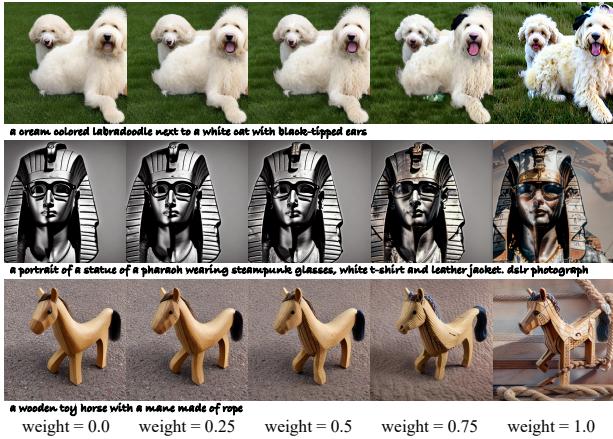 a cream colored labradoodle next to a white cat with black-tipped ears
a portrait of a statue of a pharaoh wearing steampunk glasses, white t-shirt and leather jacket. dslr photograph
a wooden toy horse with a mane made of rope
weight = 0.0 weight = 0.25 weight = 0.5 weight = 0.75 weight = 1.0